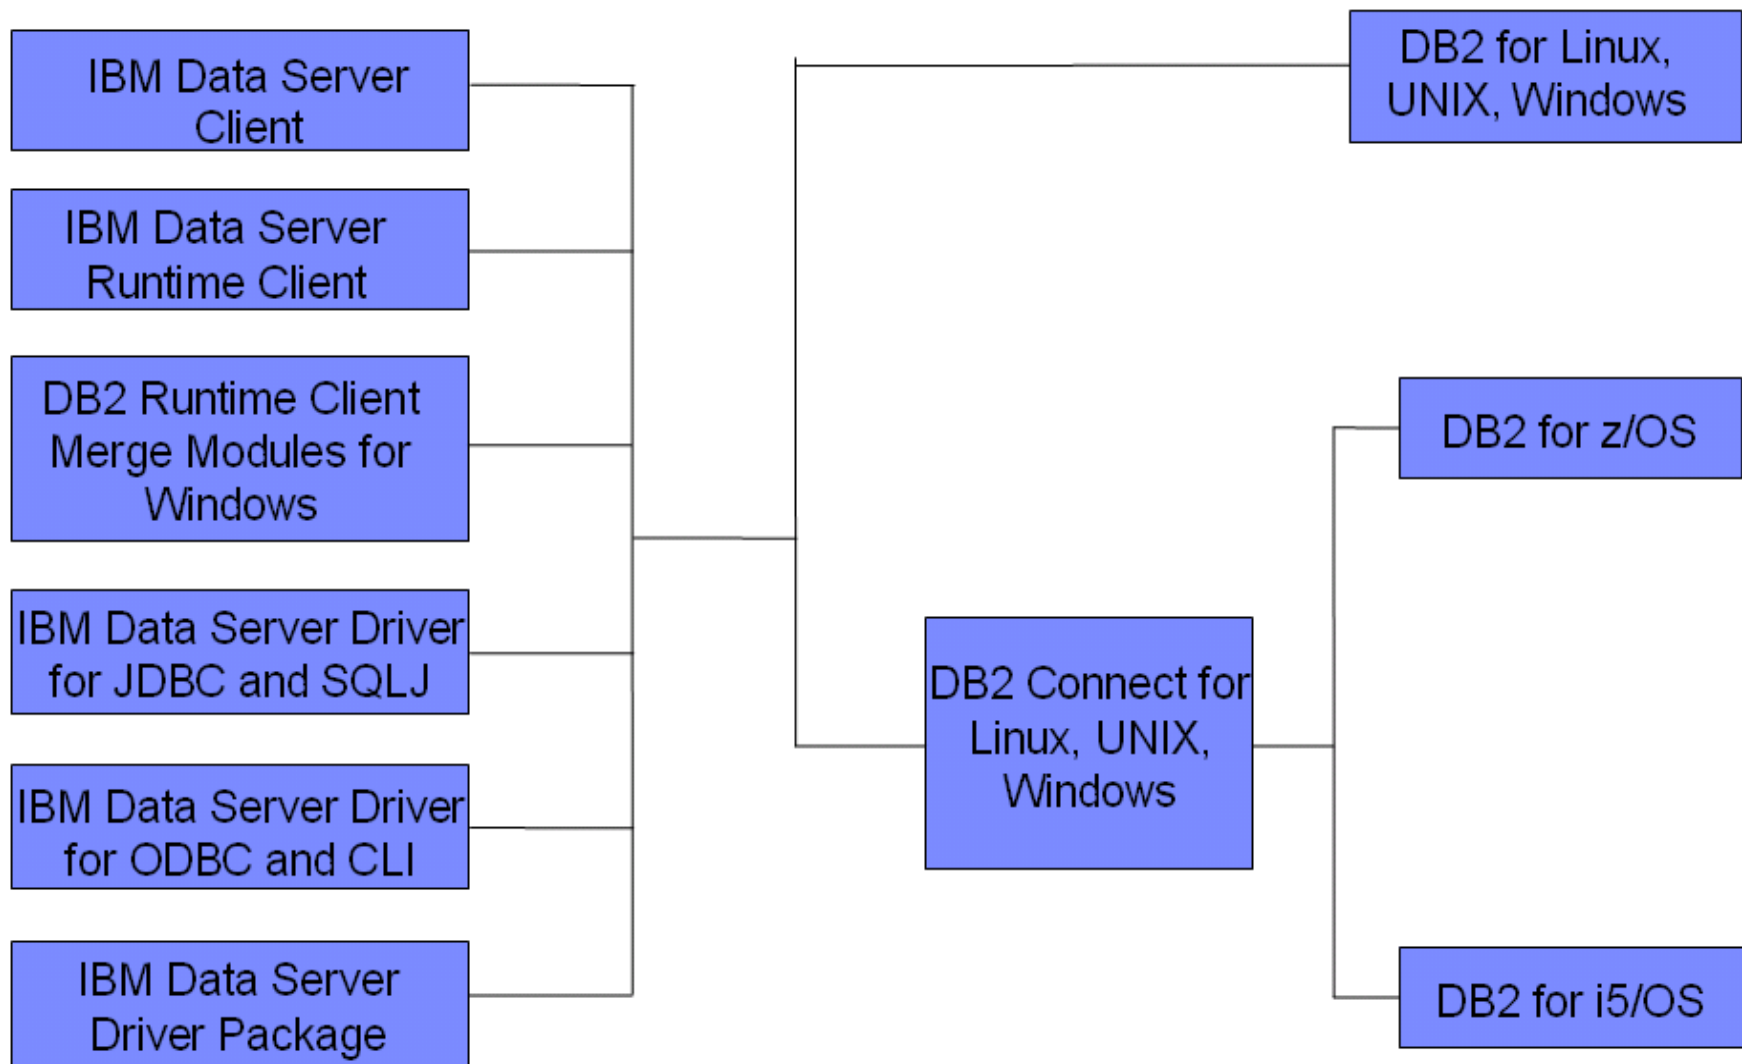 IBM Data Server
Client
IBM Data Server
Runtime Client
DB2 Runtime Client
Merge Modules for
Windows
IBM Data Server Driver
for JDBC and SQLJ
IBM Data Server Driver
for ODBC and CLI
IBM Data Server
Driver Package
DB2 Connect for
Linux, UNIX,
Windows
DB2 for Linux,
UNIX, Windows
DB2 for z/OS
DB2 for i5/OS